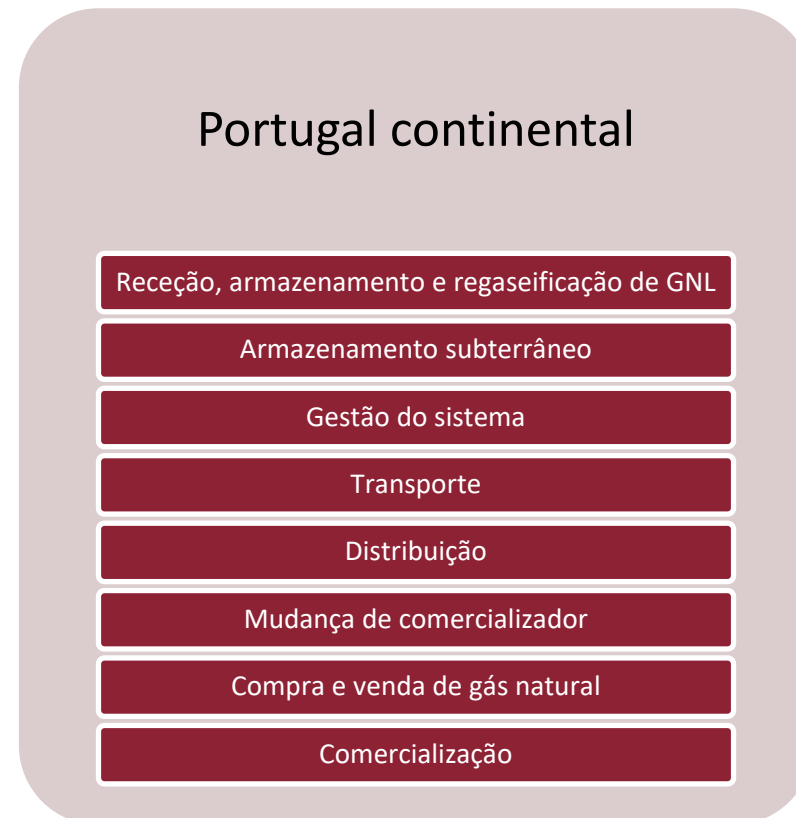 Portugal continental
Receção, armazenamento e regaseificação de GNL
Armazenamento subterrâneo
Gestão do sistema
Transporte
Distribuição
Mudança de comercializador
Compra e venda de gás natural
Comercialização